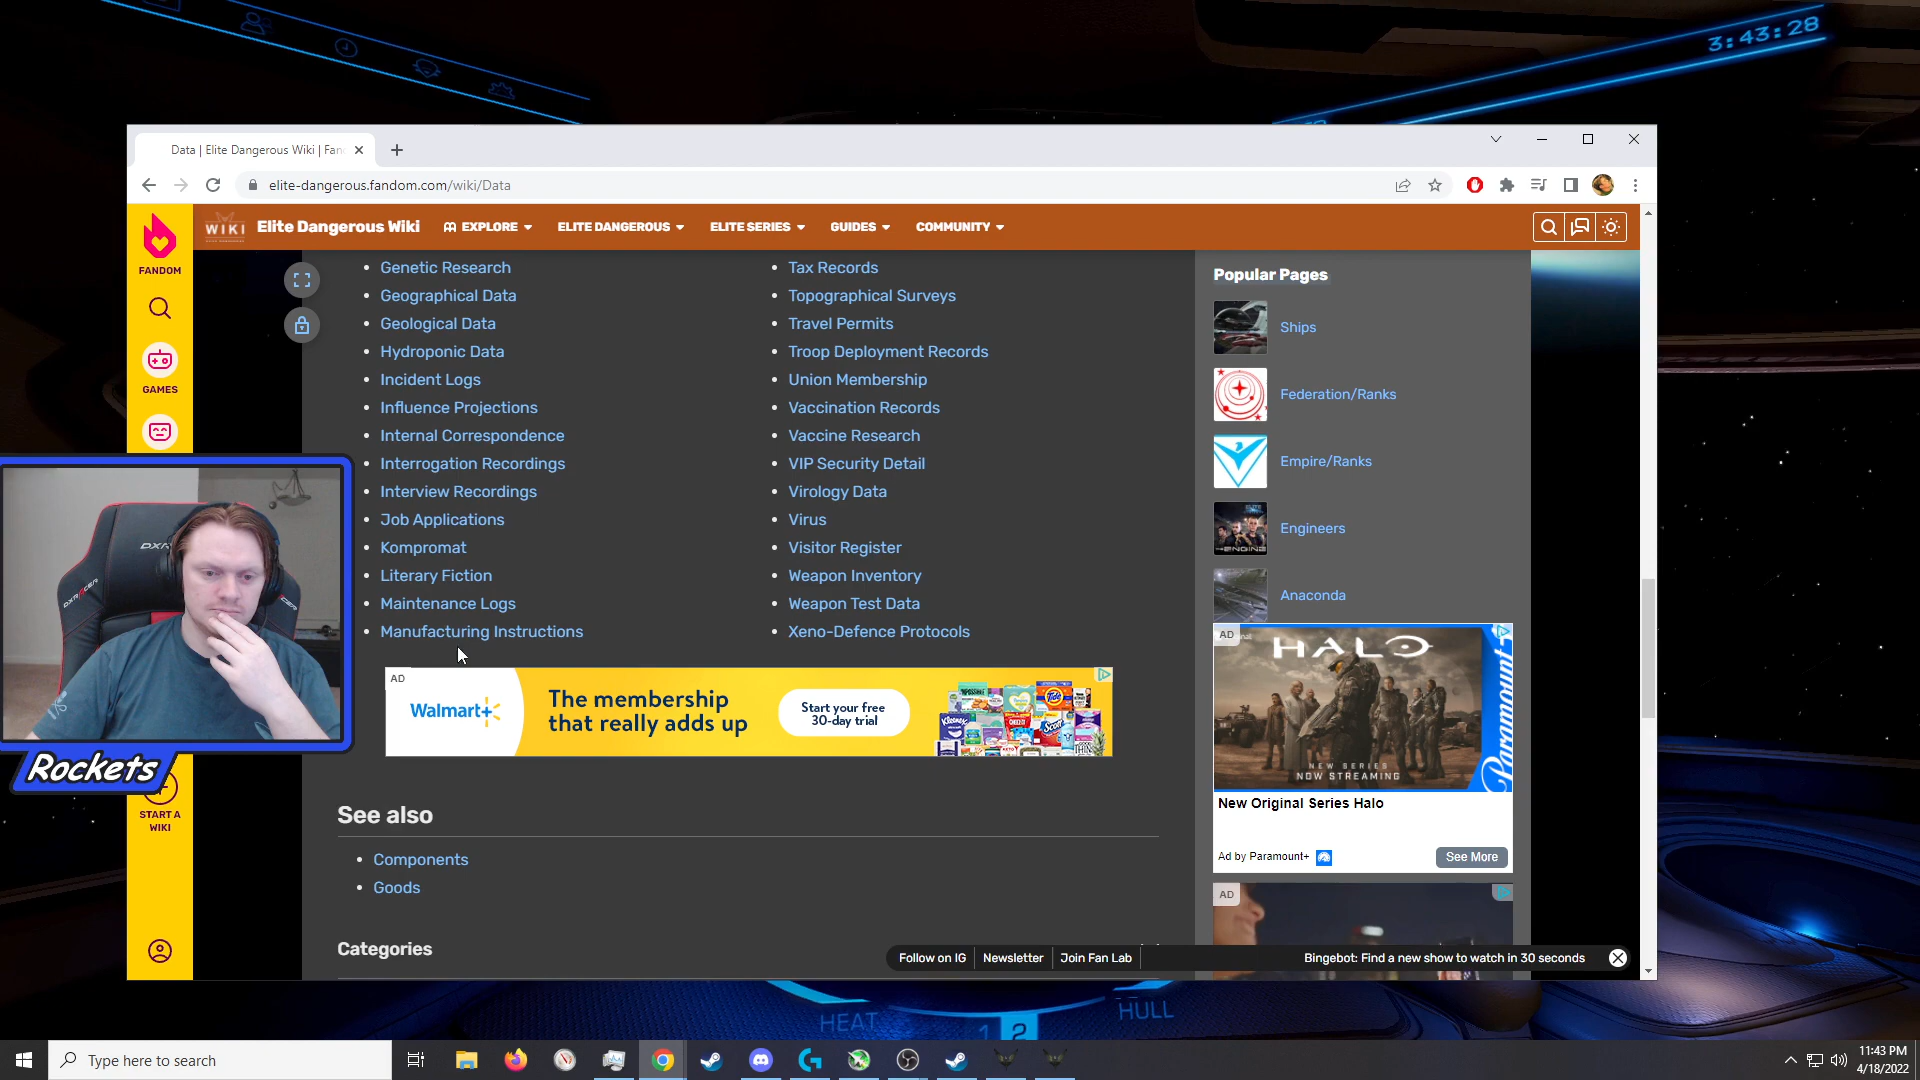 3:43:28
Data | Elite Dangerous Wiki | Fan
elite-dangerous.fandom.com/wiki/Data
WIKI
Elite Dangerous Wiki
EXPLORE
ELITE DANGEROUS
ELITE SERIES
GUIDES
COMMUNITY
FANDOM
GAMES
START A
WIKI
Genetic Research
Geographical Data
Geological Data
Hydroponic Data
Incident Logs
Influence Projections
Internal Correspondence
Interrogation Recordings
Interview Recordings
Job Applications
Kompromat
Literary Fiction
Maintenance Logs
Manufacturing Instructions
Tax Records
Topographical Surveys
Travel Permits
Troop Deployment Records
Union Membership
Vaccination Records
Vaccine Research
VIP Security Detail
Virology Data
Virus
Visitor Register
Weapon Inventory
Weapon Test Data
Xeno-Defence Protocols
Popular Pages
Ships
Federation/Ranks
Empire/Ranks
Engineers
Anaconda
AD
HALO
NEW SERIES
NOW STREAMING
Paramount+
New Original Series Halo
Ad by Paramount+
See More
AD
AD
Walmart+
The membership
that really adds up
Start your free
30-day trial
See also
Components
Goods
Categories
Follow on IG
Newsletter
Join Fan Lab
Bingebot: Find a new show to watch in 30 seconds
Rockets
HEAT
1
2
HULL
Type here to search
11:43 PM
4/18/2022